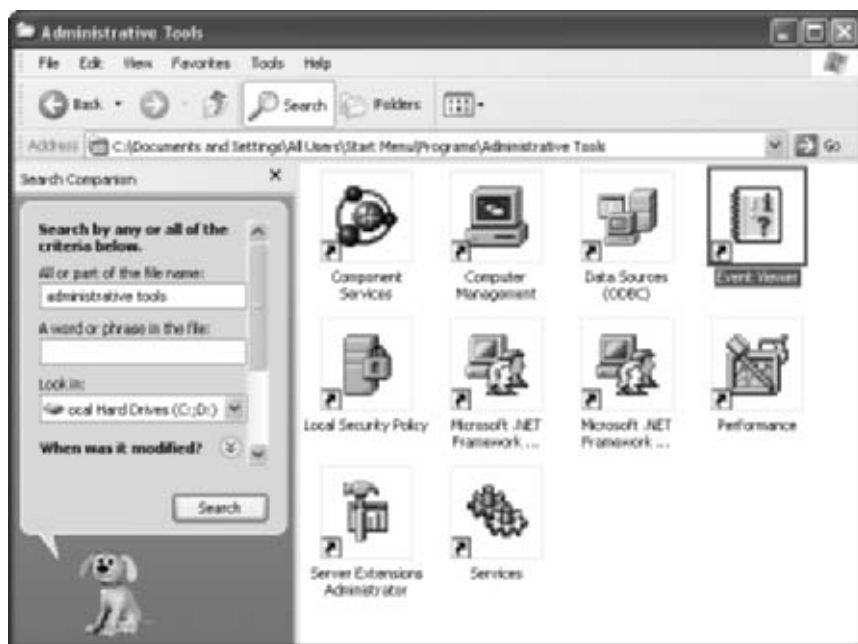 Administrative Tools
File Edit View Favorites Tools Help
Back Search Folders
Address C:\Documents and Settings\All Users\Start Menu\Programs\Administrative Tools Go
Search Companion
Search by any or all of the
criteria below.
All or part of the file name:
administrative tools
A word or phrase in the file:
Look in:
ocal Hard Drives (C:;D:)
When was it modified?
Search
Component
Services
Computer
Management
Data Sources
(ODBC)
Event Viewer
Local Security Policy
Microsoft .NET
Framework ...
Microsoft .NET
Framework ...
Performance
Server Extensions
Administrator
Services